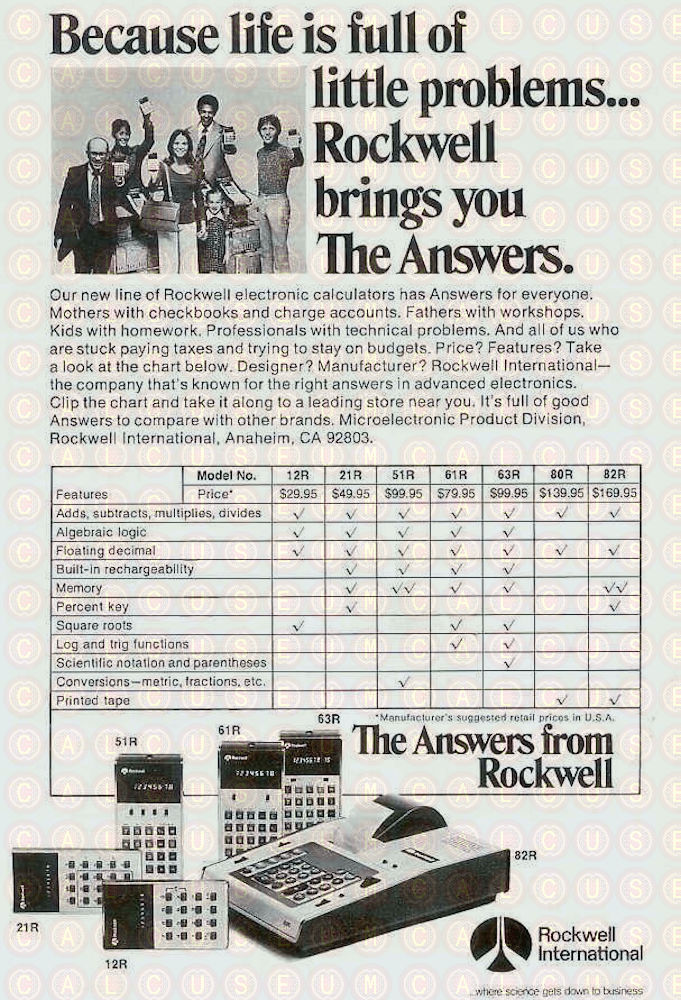 Because life is full of
little problems...
Rockwell
brings you
The Answers.
Our new line of Rockwell electronic calculators has Answers for everyone.
Mothers with checkbooks and charge accounts. Fathers with workshops.
Kids with homework. Professionals with technical problems. And all of us who
are stuck paying taxes and trying to stay on budgets. Price? Features? Take
a look at the chart below. Designer? Manufacturer? Rockwell International—
the company that's known for the right answers in advanced electronics.
Clip the chart and take it along to a leading store near you. It's full of good
Answers to compare with other brands. Microelectronic Product Division,
Rockwell International, Anaheim, CA 92803.
Model No. 12R 21R 51R 61R 63R 80R 82R
Features Price* $29.95 $49.95 $99.95 $79.95 $99.95 $139.95 $169.95
Adds, subtracts, multiplies, divides √ √ √ √ √ √ √
Algebraic logic √ √ √ √ √
Floating decimal √ √ √ √ √ √ √
Built-in rechargeability √ √ √ √
Memory √ √√ √ √ √√
Percent key √ √
Square roots √ √ √
Log and trig functions √ √
Scientific notation and parentheses √
Conversions—metric, fractions, etc. √
Printed tape √ √
*Manufacturer's suggested retail prices in U.S.A.
The Answers from
Rockwell
63R
61R
51R
82R
21R
12R
Rockwell
International
...where science gets down to business